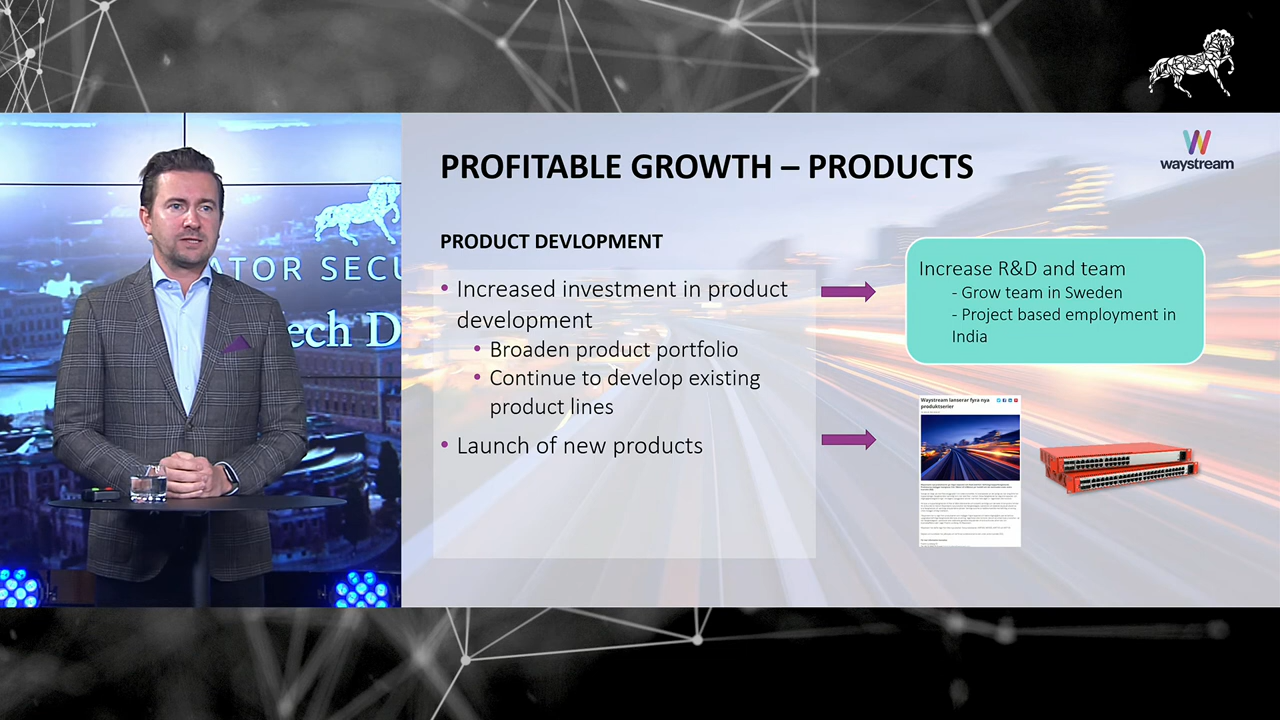 waystream
PROFITABLE GROWTH – PRODUCTS
PRODUCT DEVLOPMENT
• Increased investment in product
development
• Broaden product portfolio
• Continue to develop existing
product lines
• Launch of new products
Increase R&D and team
- Grow team in Sweden
- Project based employment in
India
Waystream lanserar fyra nya
produktserier
ATOR SECU
ech D